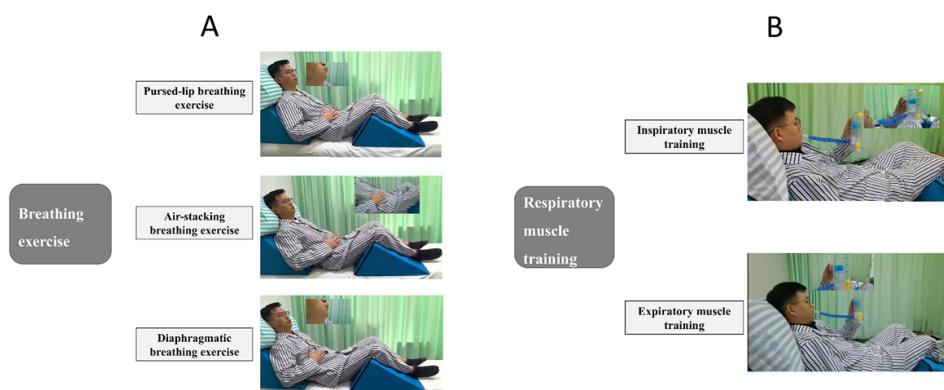 A
Pursed-lip breathing
exercise
Air-stacking
breathing exercise
Breathing
exercise
Diaphragmatic
breathing exercise
B
Inspiratory muscle
training
Respiratory
muscle
training
Expiratory muscle
training